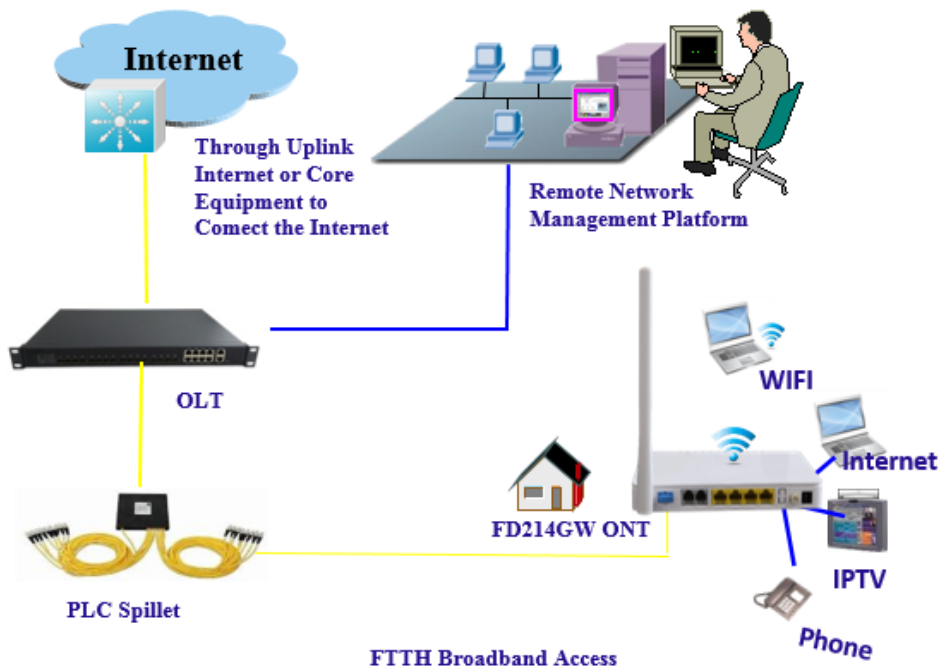 Internet
Through Uplink
Internet or Core
Equipment to
Comect the Internet
Remote Network
Management Platform
OLT
WIFI
Internet
FD214GW ONT
IPTV
PLC Spillet
Phone
FTTH Broadband Access